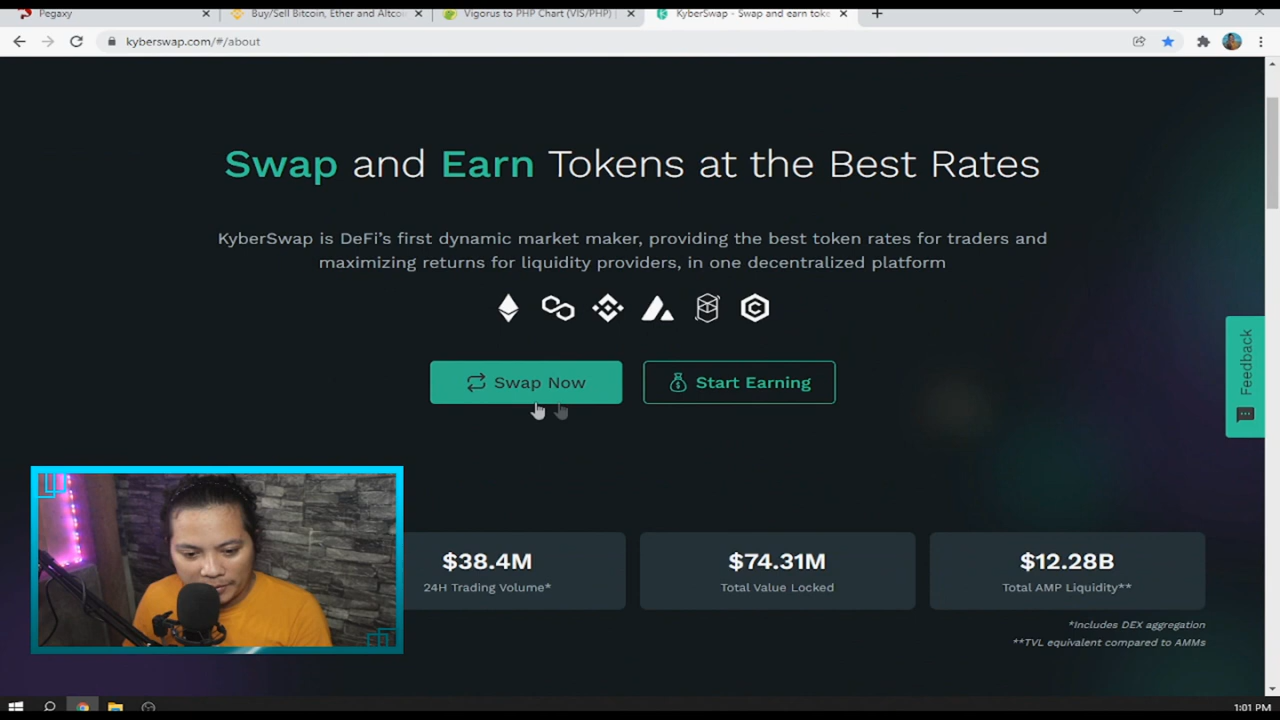 Pegaxy
Buy/Sell Bitcoin, Ether and Altcoi
Vigorus to PHP Chart (VIS/PHP) |
KyberSwap - Swap and earn toke
kyberswap.com/#/about
Swap and Earn Tokens at the Best Rates
KyberSwap is DeFi's first dynamic market maker, providing the best token rates for traders and
maximizing returns for liquidity providers, in one decentralized platform
Swap Now
Start Earning
Feedback
$38.4M
24H Trading Volume*
$74.31M
Total Value Locked
$12.28B
Total AMP Liquidity**
*Includes DEX aggregation
**TVL equivalent compared to AMMs
1:01 PM